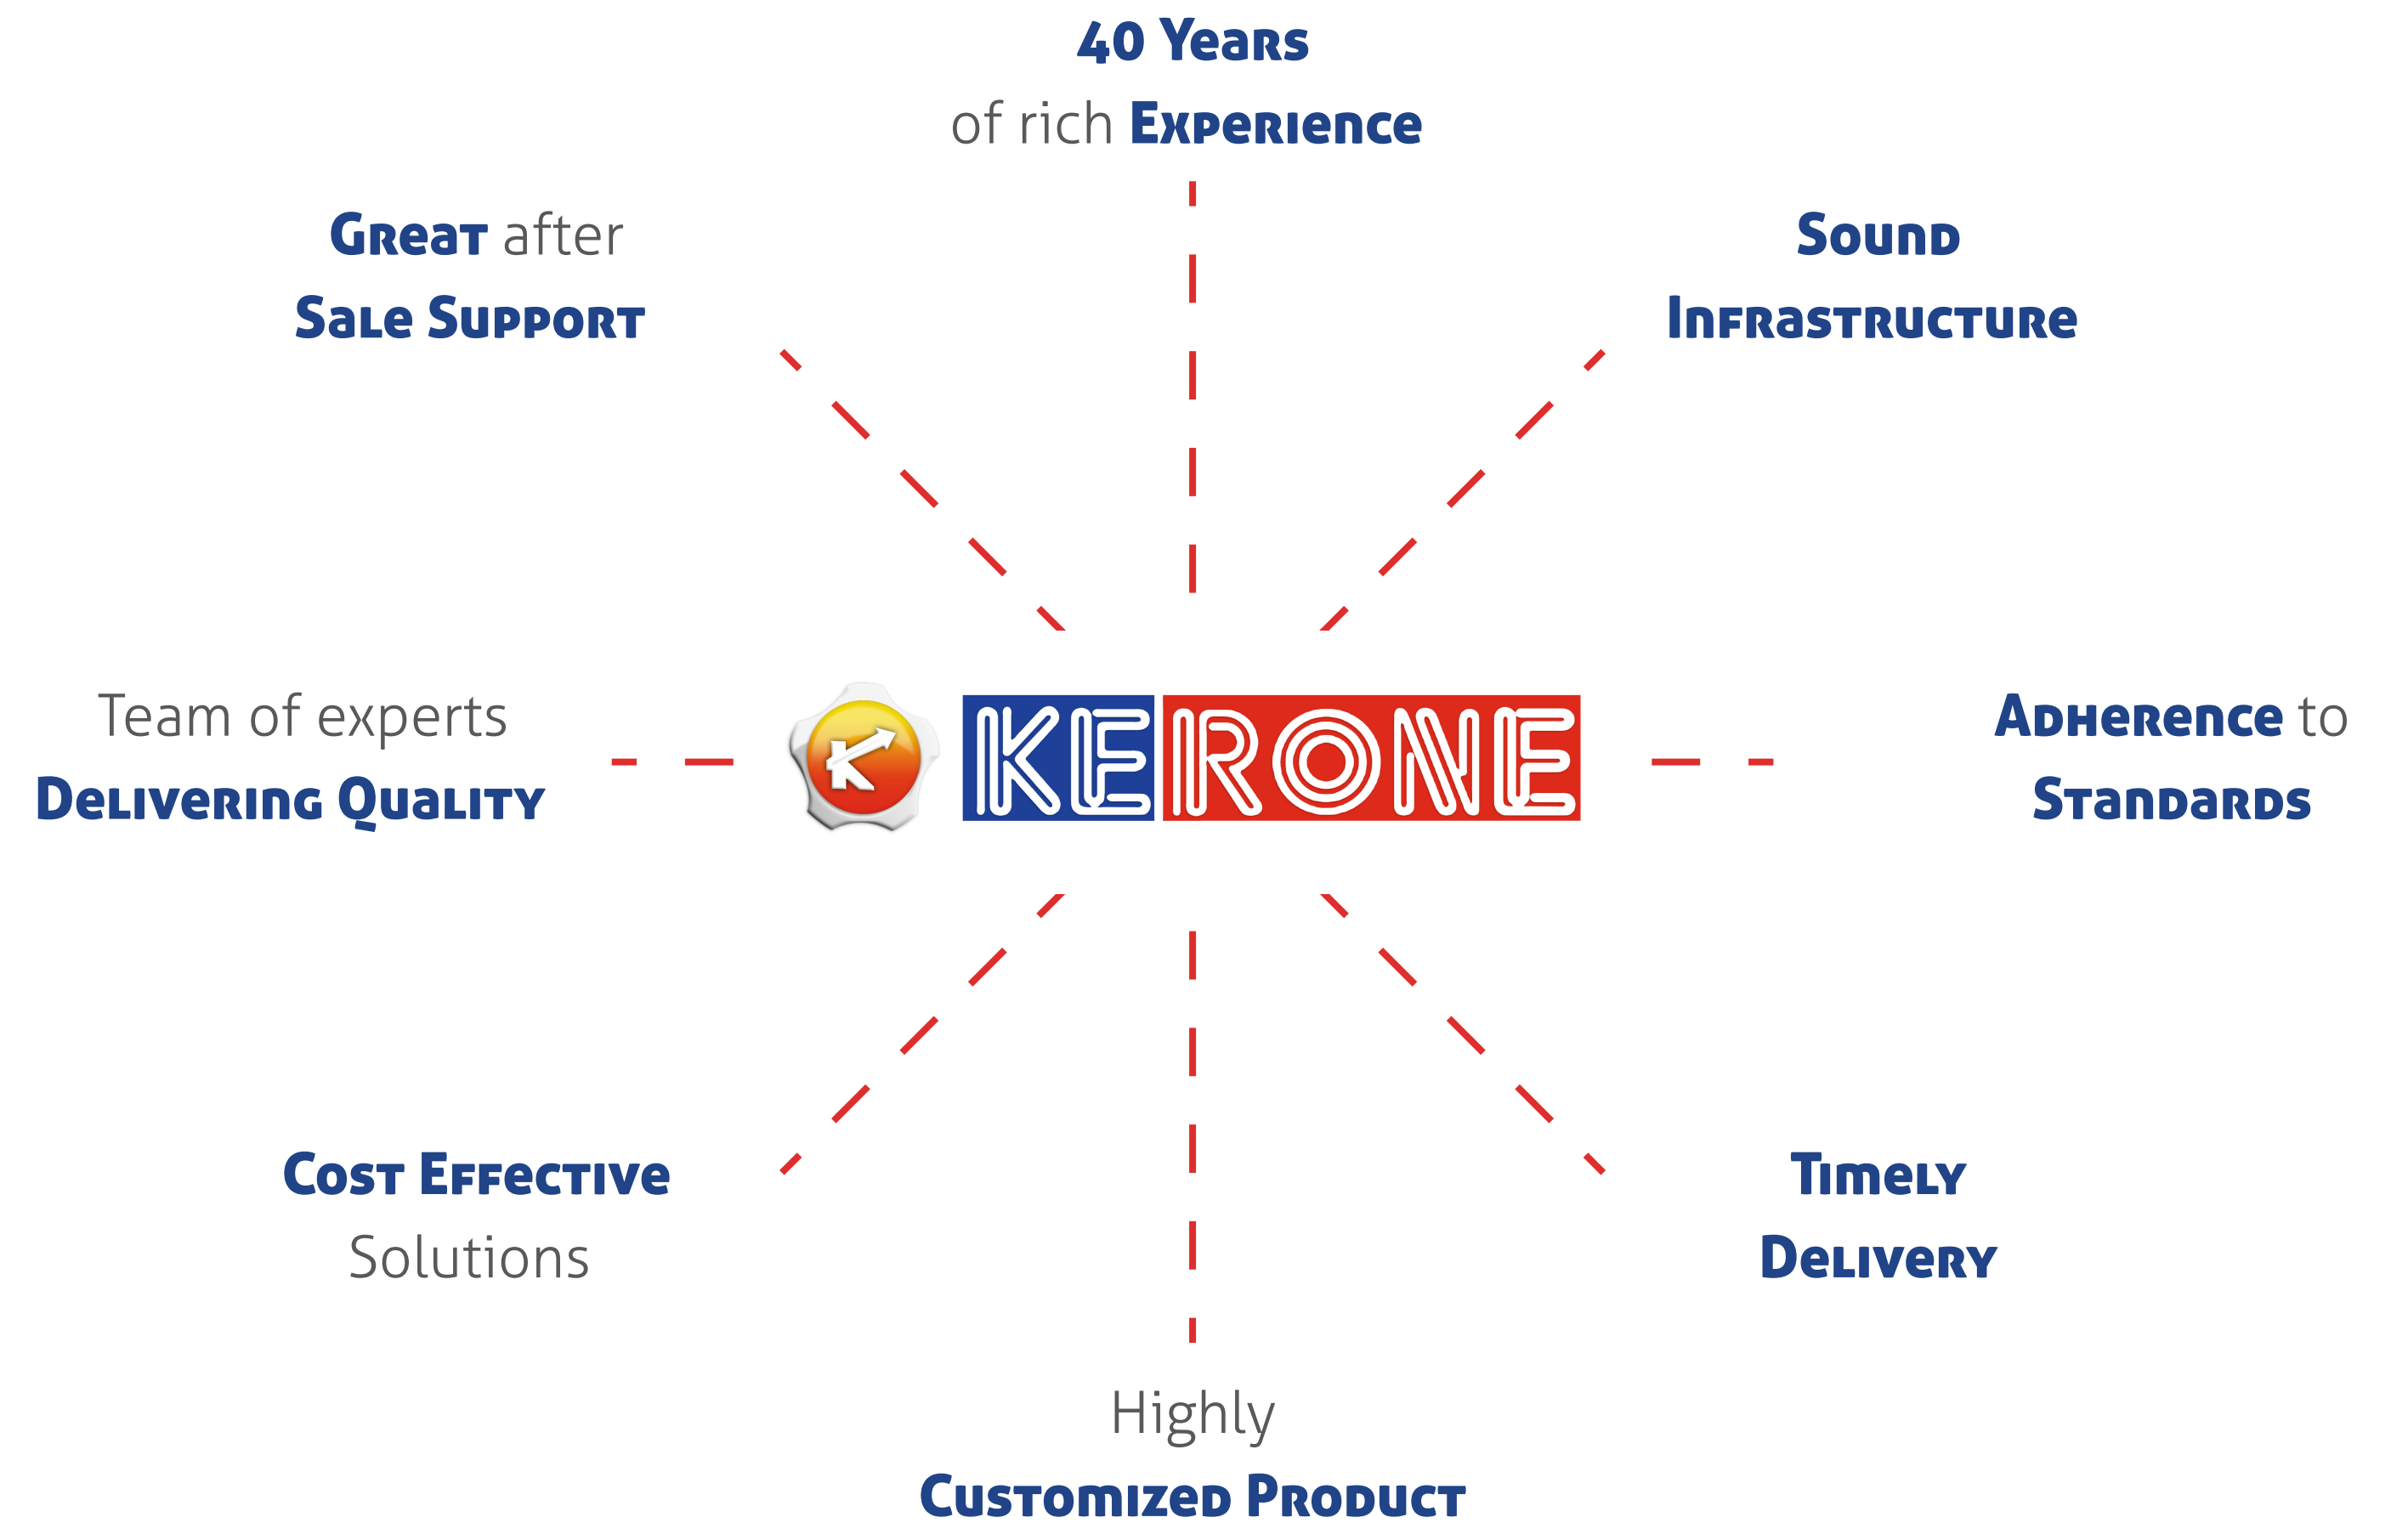 40 Years
of rich Experience
Great after
Sale Support
Sound
Infrastructure
Team of experts
Delivering Quality
K
KERONE
Adherence to
Standards
Cost Effective
Solutions
Timely
Delivery
Highly
Customized Product